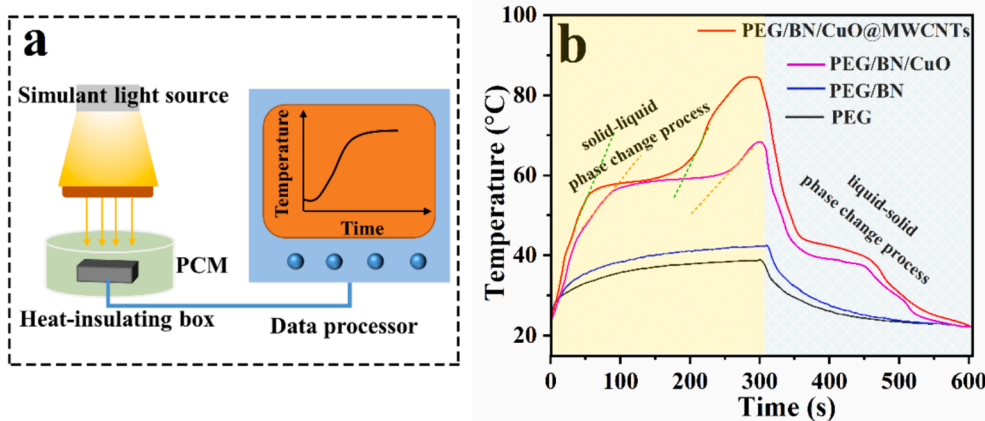 a
Simulant light source
Temperature
Time
PCM
Heat-insulating box
Data processor
b
PEG/BN/CuO@MWCNTs
PEG/BN/CuO
PEG/BN
PEG
solid-liquid
phase change process
liquid-solid
phase change process
Temperature (°C)
100
80
60
40
20
0
100
200
300
400
500
600
Time (s)